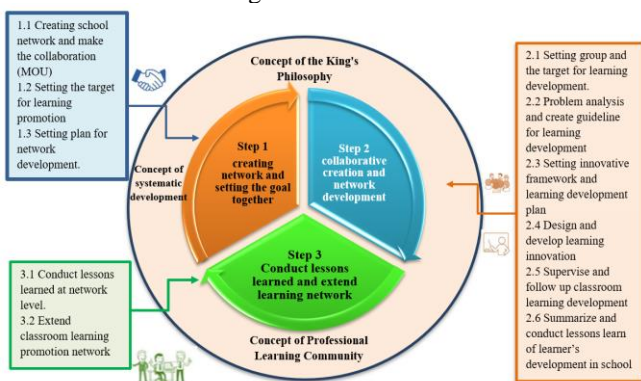 1.1 Creating school
network and make
the collaboration
(MOU)
1.2 Setting the target
for learning
promotion
1.3 Setting plan for
network
development.
Concept of the King's
Philosophy
Step 1
creating
network and
setting the goal
together
Step 2
collaborative
creation and
network
development
Concept of
systematic
development
Step 3
Conduct lessons
learned and extend
learning network
Concept of Professional
Learning Community
2.1 Setting group and
the target for learning
development.
2.2 Problem analysis
and create guideline
for learning
development
2.3 Setting innovative
framework and
learning development
plan
2.4 Design and
develop learning
innovation
2.5 Supervise and
follow up classroom
learning development
2.6 Summarize and
conduct lessons learn
of learner's
development in school
3.1 Conduct lessons
learned at network
level.
3.2 Extend
classroom learning
promotion network